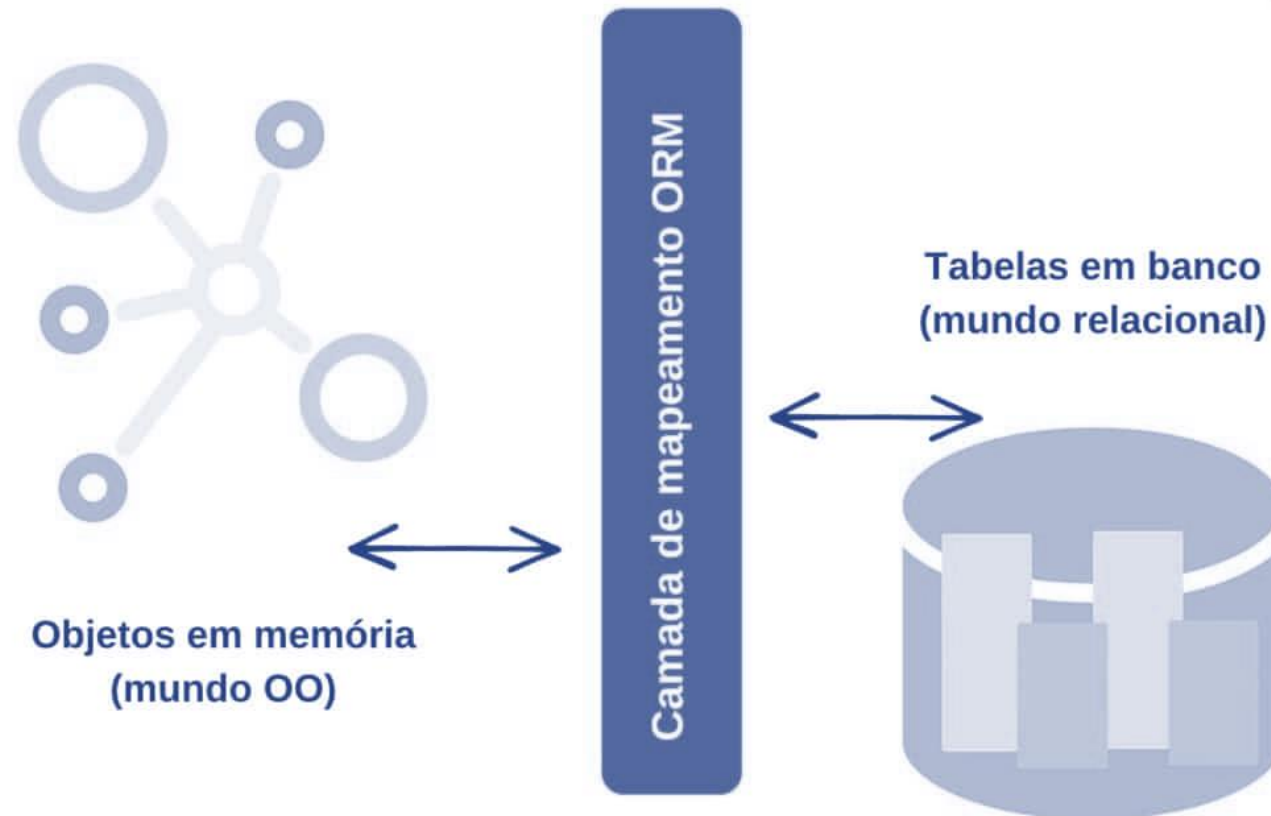 Camada de mapeamento ORM
Tabelas em banco
(mundo relacional)
Objetos em memória
(mundo OO)